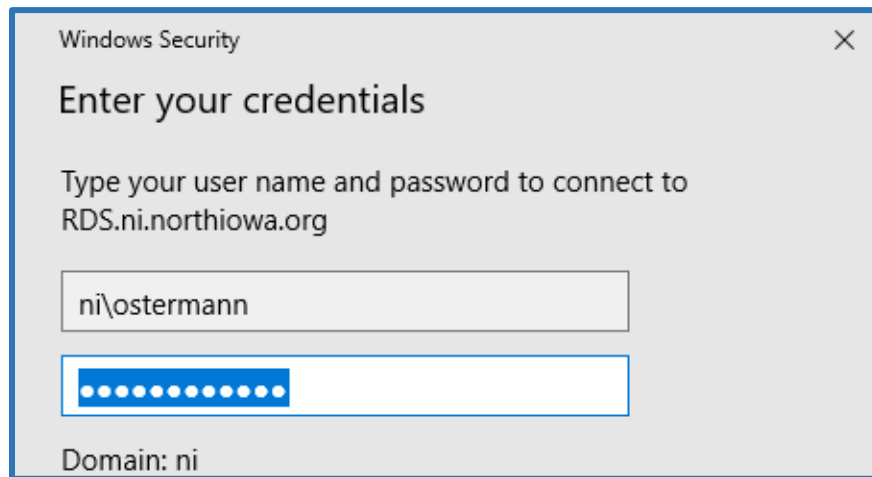 Windows Security
Enter your credentials
Type your user name and password to connect to
RDS.ni.northiowa.org
ni\ostermann
●●●●●●●●●●●●
Domain: ni